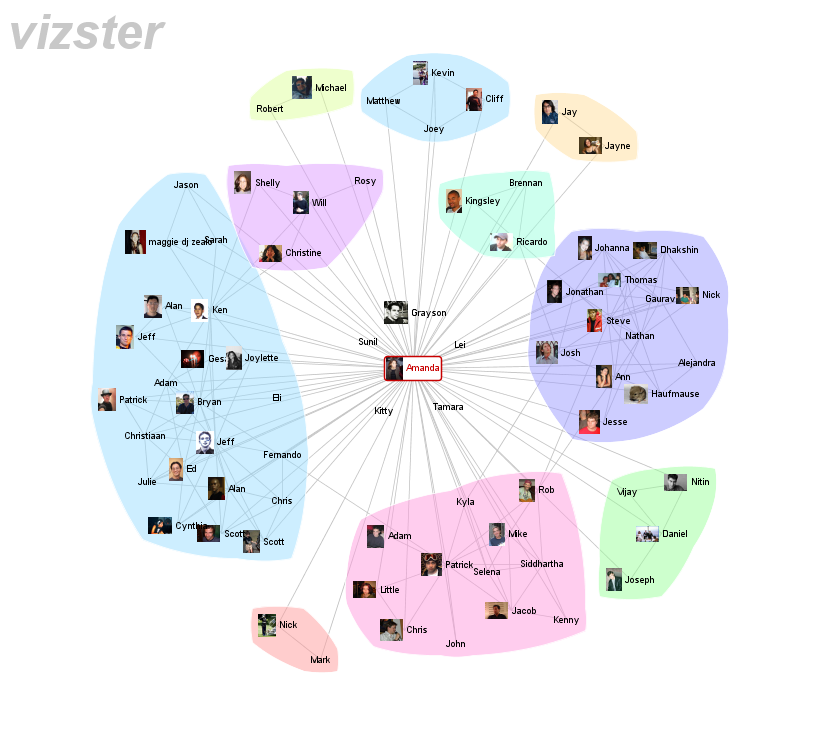 vizster
Kevin
Michael
Matthew
Cliff
Robert
Jay
Joey
Jayne
Jason
Shelly
Rosy
Brennan
Will
Kingsley
maggie dj zealo
Sarah
Christine
Ricardo
Johanna
Dhakshin
Thomas
Jonathan
Gaurav
Nick
Alan
Ken
Grayson
Steve
Jeff
Sunil
Lei
Nathan
Joylette
Josh
Alejandra
Amanda
Adam
Ann
Patrick
Bryan
Eli
Haufmause
Kitty
Tamara
Christiaan
Jeff
Jesse
Fernando
Ed
Julie
Alan
Chris
Kyla
Rob
Vijay
Nitin
Cynthia
Scott
Scott
Adam
Mike
Daniel
Patrick
Selena
Siddhartha
Joseph
Little
Jacob
Nick
Chris
Kenny
John
Mark